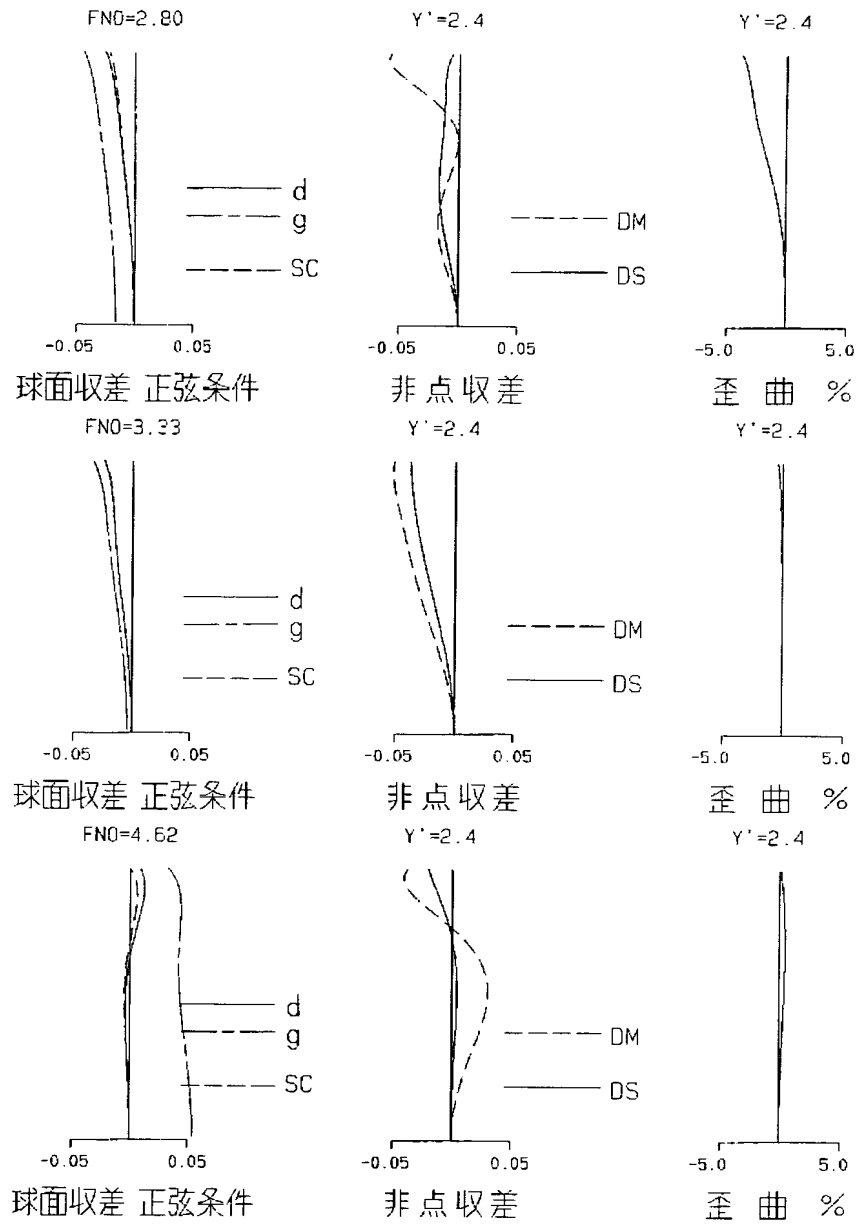 FNO=2.80 Y'=2.4 Y'=2.4
d
g
SC
DM
DS
-0.05 0.05 -0.05 0.05 -5.0 5.0
球面収差 正弦条件 非点収差 歪曲 %
FNO=3.33 Y'=2.4 Y'=2.4
d
g
SC
DM
DS
-0.05 0.05 -0.05 0.05 -5.0 5.0
球面収差 正弦条件 非点収差 歪曲 %
FNO=4.62 Y'=2.4 Y'=2.4
d
g
SC
DM
DS
-0.05 0.05 -0.05 0.05 -5.0 5.0
球面収差 正弦条件 非点収差 歪曲 %